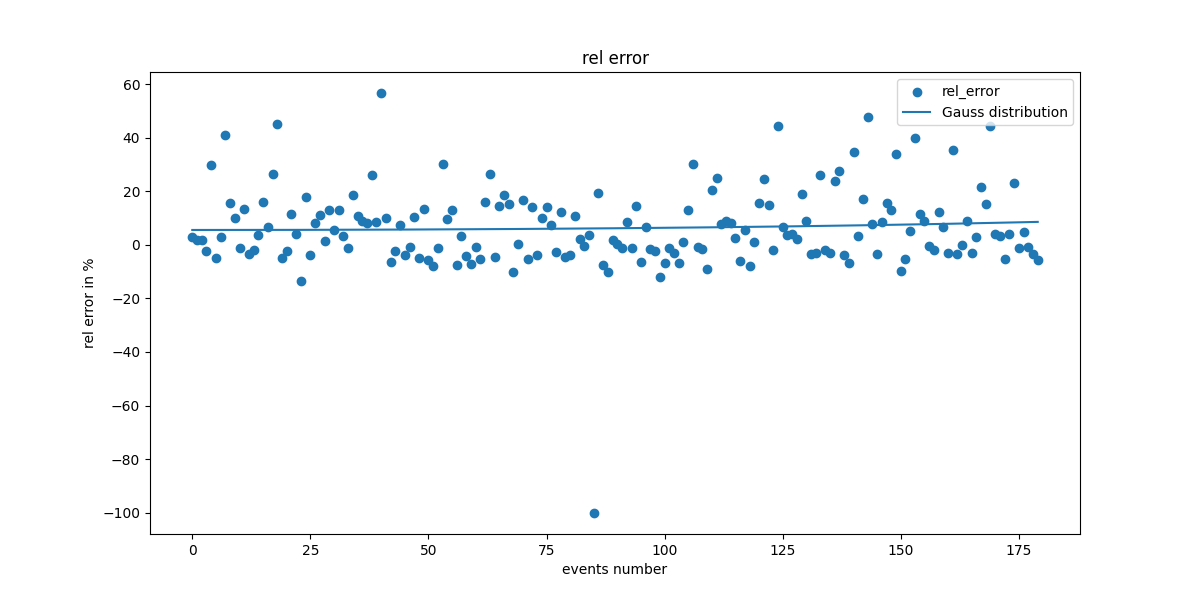 rel error
rel_error
Gauss distribution
rel error in %
60
40
20
0
−20
−40
−60
−80
−100
0 25 50 75 100 125 150 175
events number